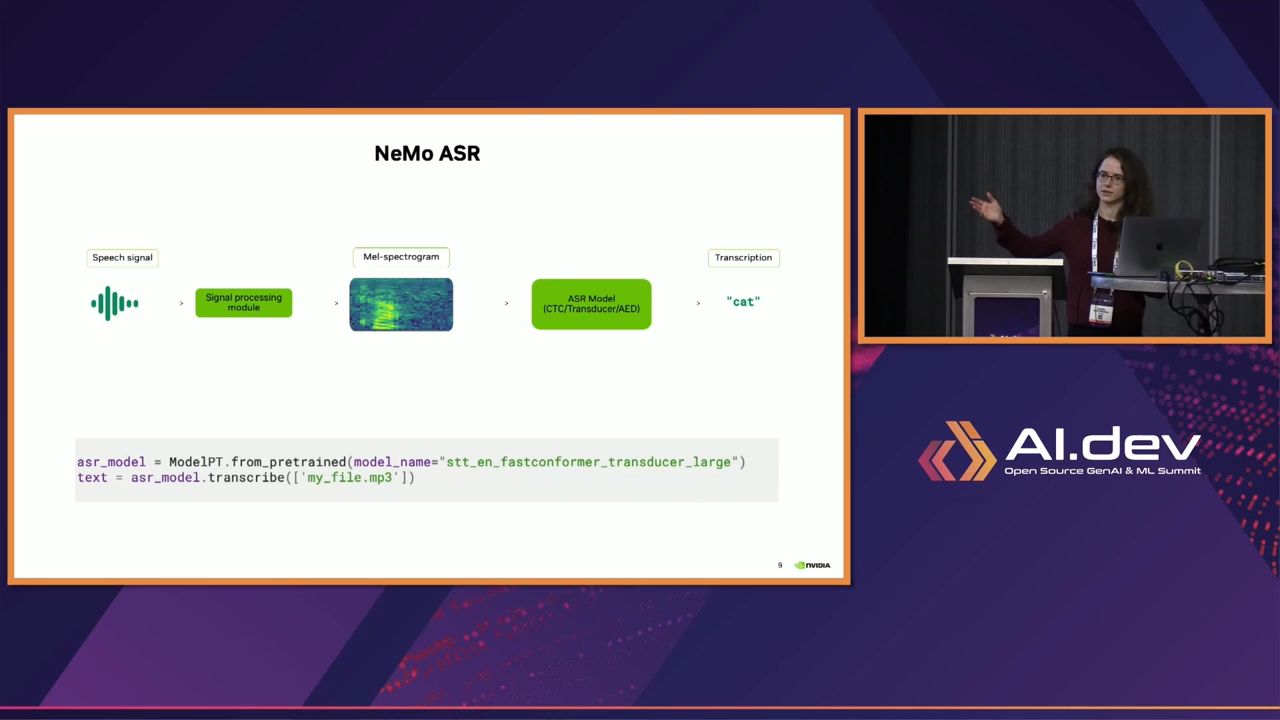 NeMo ASR
Speech signal
Mel-spectrogram
Transcription
Signal processing
module
ASR Model
(CTC/Transducer/AED)
"cat"
>
>
>
>
asr_model = ModelPT.from_pretrained(model_name="stt_en_fastconformer_transducer_large")
text = asr_model.transcribe(['my_file.mp3'])
9
NVIDIA
AI.dev
Open Source GenAI & ML Summit